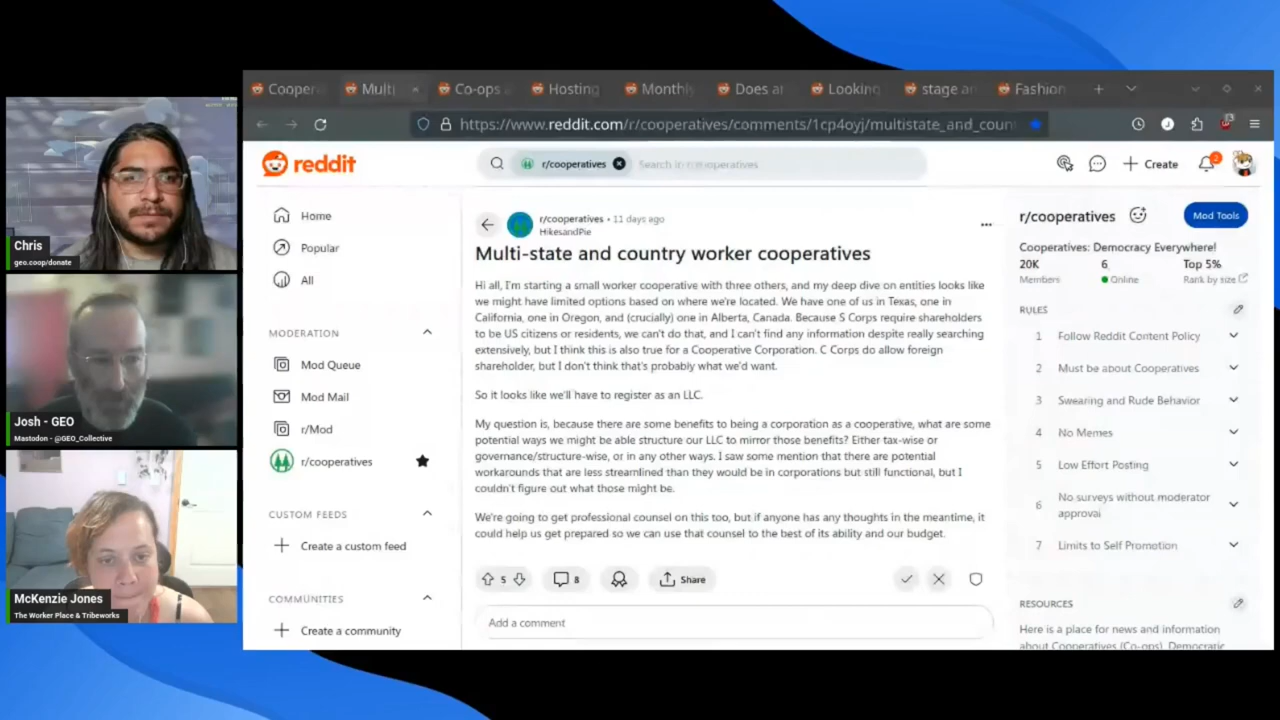 Cooper
Multi
Co-ops
Hosting
Monthly
Does a
Looking
stage an
Fashion
https://www.reddit.com/r/cooperatives/comments/1cp4oyj/multistate_and_coun
reddit
r/cooperatives
Search in r/cooperatives
Create
2
Home
Popular
All
MODERATION
Mod Queue
Mod Mail
r/Mod
r/cooperatives
CUSTOM FEEDS
Create a custom feed
COMMUNITIES
Create a community
r/cooperatives • 11 days ago
HikesandPie
Multi-state and country worker cooperatives
Hi all, I'm starting a small worker cooperative with three others, and my deep dive on entities looks like
we might have limited options based on where we're located. We have one of us in Texas, one in
California, one in Oregon, and (crucially) one in Alberta, Canada. Because S Corps require shareholders
to be US citizens or residents, we can't do that, and I can't find any information despite really searching
extensively, but I think this is also true for a Cooperative Corporation. C Corps do allow foreign
shareholder, but I don't think that's probably what we'd want.
So it looks like we'll have to register as an LLC.
My question is, because there are some benefits to being a corporation as a cooperative, what are some
potential ways we might be able structure our LLC to mirror those benefits? Either tax-wise or
governance/structure-wise, or in any other ways. I saw some mention that there are potential
workarounds that are less streamlined than they would be in corporations but still functional, but I
couldn't figure out what those might be.
We're going to get professional counsel on this too, but if anyone has any thoughts in the meantime, it
could help us get prepared so we can use that counsel to the best of its ability and our budget.
5
8
Share
Add a comment
r/cooperatives
Mod Tools
Cooperatives: Democracy Everywhere!
20K
6
Top 5%
Members
Online
Rank by size
RULES
1 Follow Reddit Content Policy
2 Must be about Cooperatives
3 Swearing and Rude Behavior
4 No Memes
5 Low Effort Posting
6 No surveys without moderator
approval
7 Limits to Self Promotion
RESOURCES
Here is a place for news and information
about Cooperatives (Co-ops), Democratic
Chris
geo.coop/donate
Josh - GEO
Mastodon - @GEO_Collective
McKenzie Jones
The Worker Place & Tribeworks